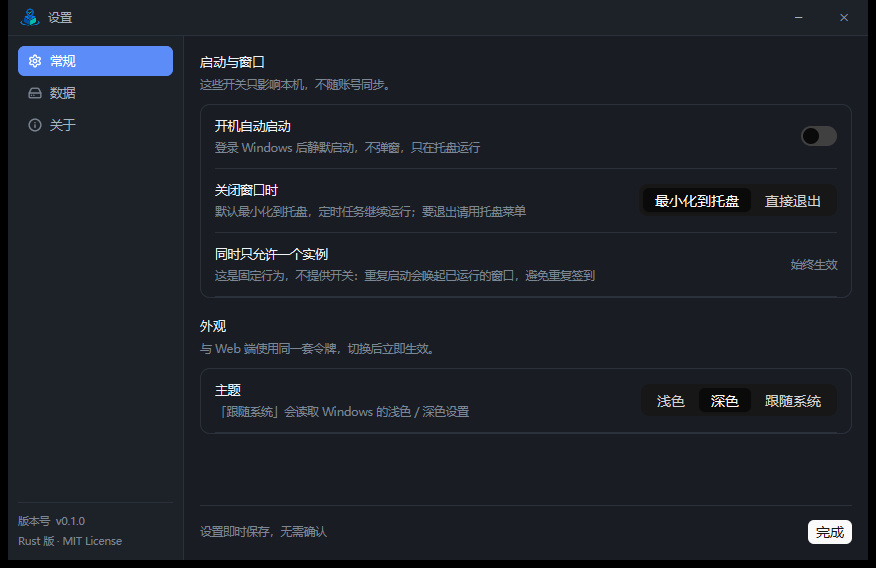 设置
常规
数据
关于
版本号 v0.1.0
Rust 版 · MIT License
启动与窗口
这些开关只影响本机，不随账号同步。
开机自动启动
登录 Windows 后静默启动，不弹窗，只在托盘运行
关闭窗口时
默认最小化到托盘，定时任务继续运行；要退出请用托盘菜单
最小化到托盘 直接退出
同时只允许一个实例
这是固定行为，不提供开关：重复启动会唤起已运行的窗口，避免重复签到
始终生效
外观
与 Web 端使用同一套令牌，切换后立即生效。
主题
「跟随系统」会读取 Windows 的浅色 / 深色设置
浅色 深色 跟随系统
设置即时保存，无需确认
完成